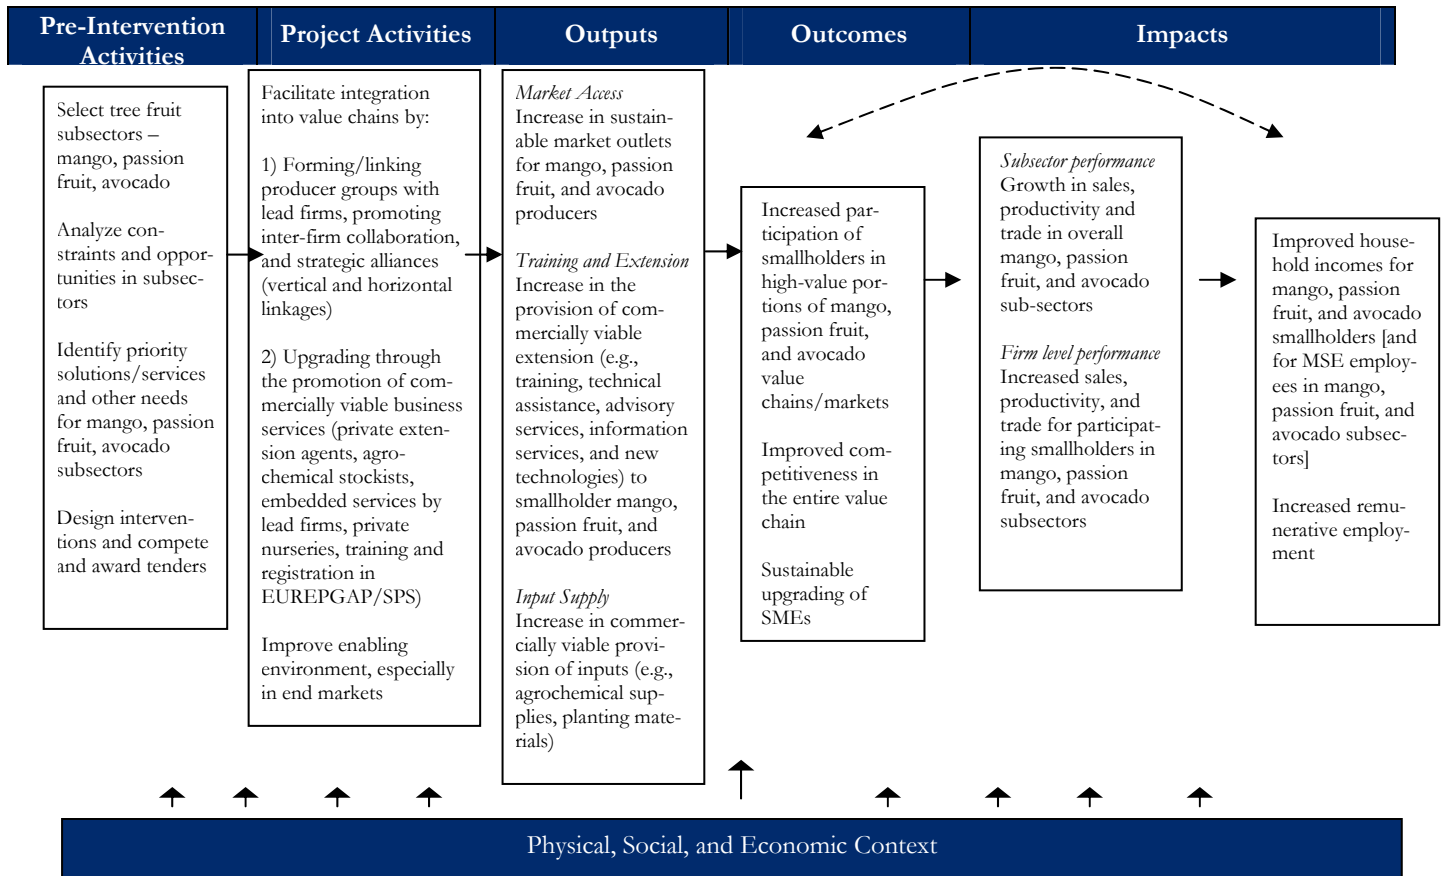 Pre-Intervention
Activities
Project Activities
Outputs
Outcomes
Impacts
Select tree fruit
subsectors –
mango, passion
fruit, avocado
Analyze con-
straints and oppor-
tunities in subsec-
tors
Identify priority
solutions/services
and other needs
for mango, passion
fruit, avocado
subsectors
Design interven-
tions and compete
and award tenders
Facilitate integration
into value chains by:
1) Forming/linking
producer groups with
lead firms, promoting
inter-firm collaboration,
and strategic alliances
(vertical and horizontal
linkages)
2) Upgrading through
the promotion of com-
mercially viable business
services (private exten-
sion agents, agro-
chemical stockists,
embedded services by
lead firms, private
nurseries, training and
registration in
EUREPGAP/SPS)
Improve enabling
environment, especially
in end markets
Market Access
Increase in sustain-
able market outlets
for mango, passion
fruit, and avocado
producers
Training and Extension
Increase in the
provision of com-
mercially viable
extension (e.g.,
training, technical
assistance, advisory
services, information
services, and new
technologies) to
smallholder mango,
passion fruit, and
avocado producers
Input Supply
Increase in commer-
cially viable provi-
sion of inputs (e.g.,
agrochemical sup-
plies, planting mate-
rials)
Increased par-
ticipation of
smallholders in
high-value por-
tions of mango,
passion fruit,
and avocado
value
chains/markets
Improved com-
petitiveness in
the entire value
chain
Sustainable
upgrading of
SMEs
Subsector performance
Growth in sales,
productivity and
trade in overall
mango, passion
fruit, and avocado
sub-sectors
Firm level performance
Increased sales,
productivity, and
trade for participat-
ing smallholders in
mango, passion
fruit, and avocado
subsectors
Improved house-
hold incomes for
mango, passion
fruit, and avocado
smallholders [and
for MSE employ-
ees in mango,
passion fruit, and
avocado subsec-
tors]
Increased remu-
nerative employ-
ment
Physical, Social, and Economic Context